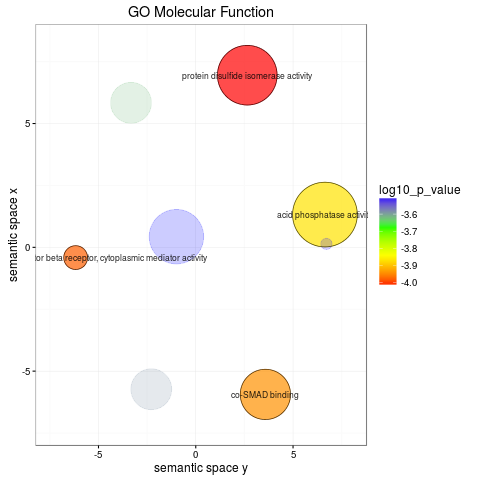 GO Molecular Function
protein disulfide isomerase activity
acid phosphatase activit
or beta receptor, cytoplasmic mediator activity
co-SMAD binding
5
0
-5
semantic space x
-5
0
5
semantic space y
log10_p_value
-3.6
-3.7
-3.8
-3.9
-4.0